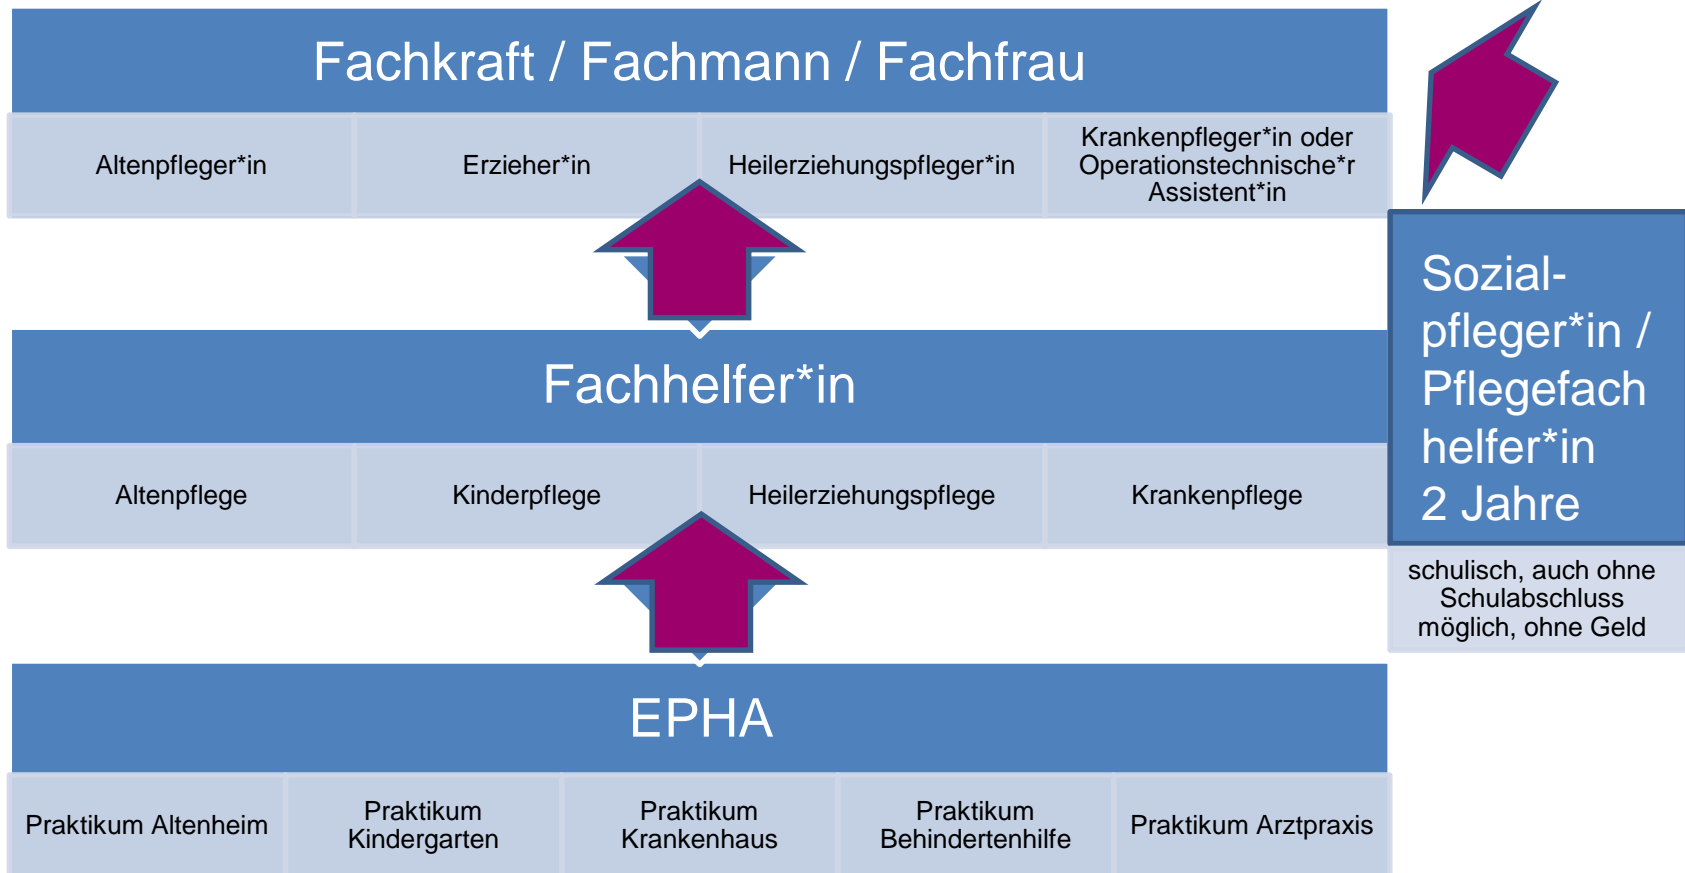 Fachkraft / Fachmann / Fachfrau
Altenpfleger*in
Erzieher*in
Heilerziehungspfleger*in
Krankenpfleger*in oder
Operationstechnische*r
Assistent*in
Fachhelfer*in
Altenpflege
Kinderpflege
Heilerziehungspflege
Krankenpflege
Sozial-
pfleger*in /
Pflegefach
helfer*in
2 Jahre
schulisch, auch ohne
Schulabschluss
möglich, ohne Geld
EPHA
Praktikum Altenheim
Praktikum
Kindergarten
Praktikum
Krankenhaus
Praktikum
Behindertenhilfe
Praktikum Arztpraxis